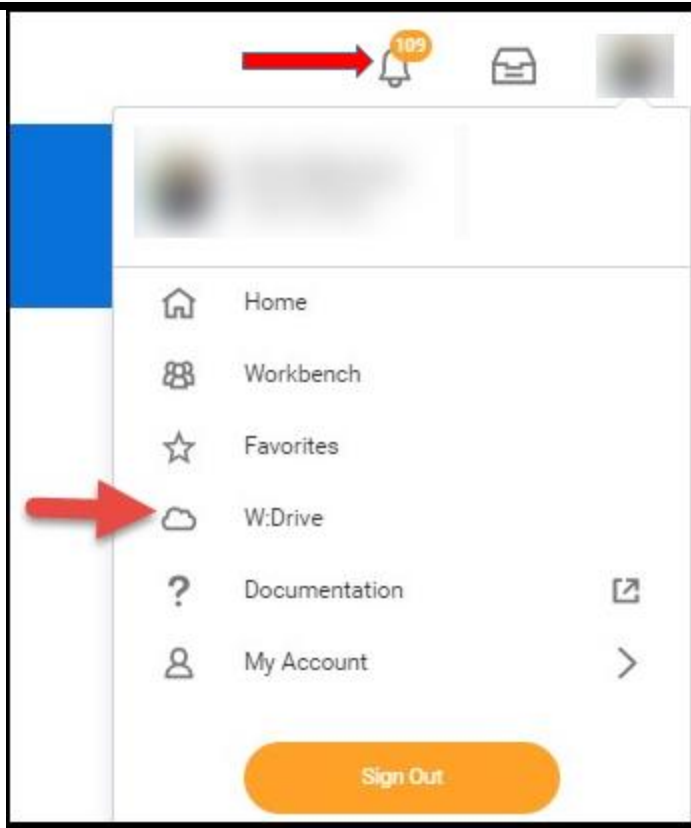 109
Home
Workbench
Favorites
W:Drive
Documentation
My Account
Sign Out